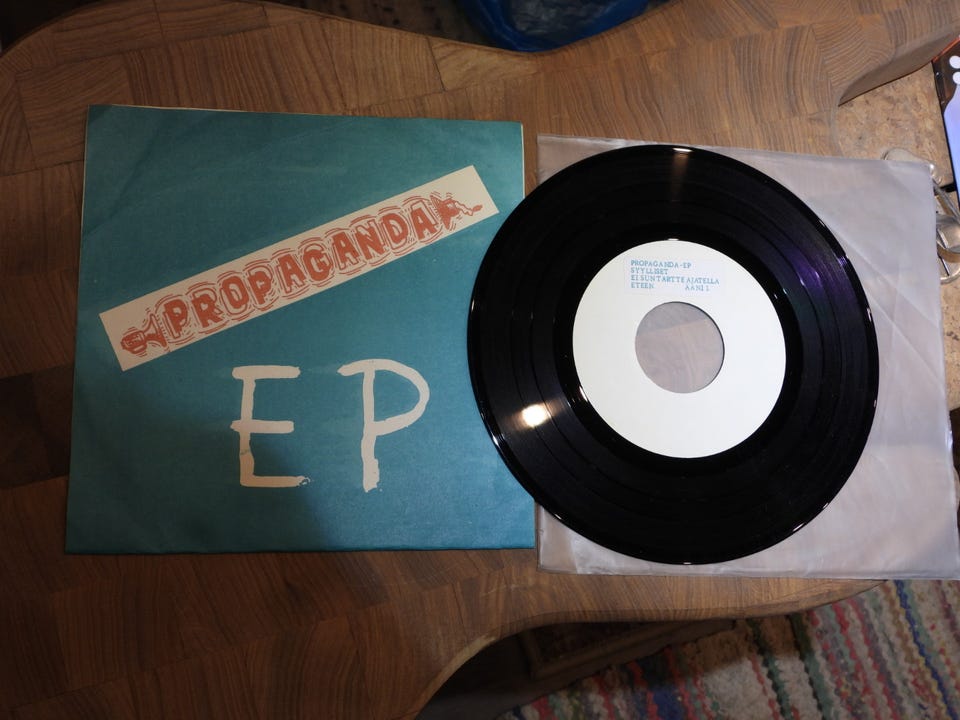 PROPAGANDA
EP
PROPAGANDA-EP
SYYLLISET
EI SUN TARTTE AJATELLA
ETEEN AANI 1